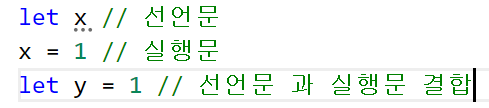 let x // 선언문
x = 1 // 실행문
let y = 1 // 선언문 과 실행문 결합